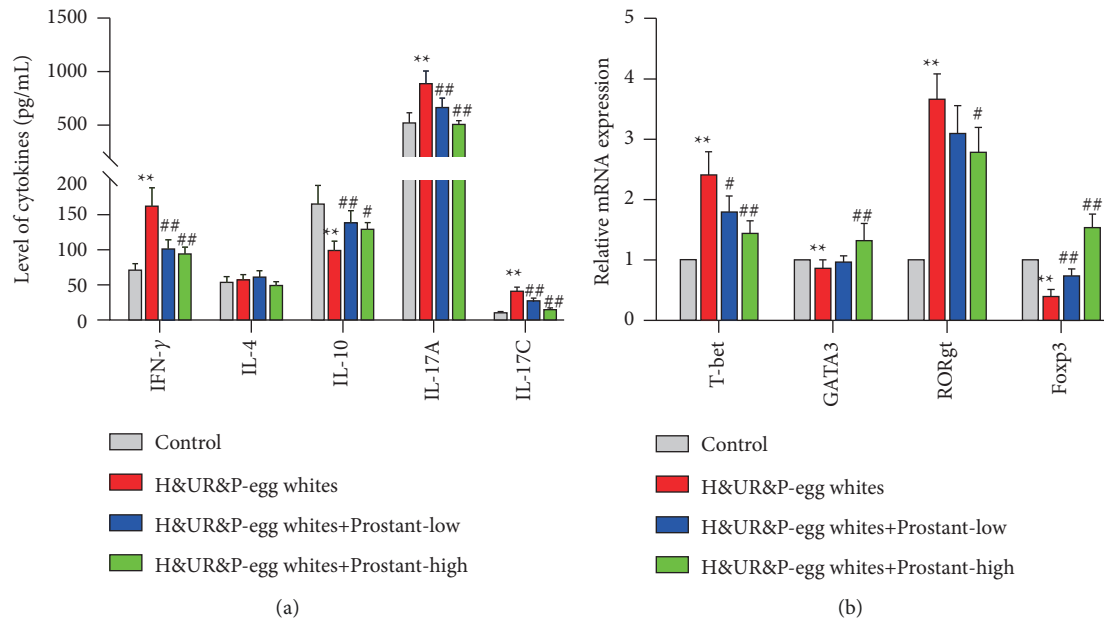 1500
1000
500
200
150
100
50
0
Level of cytokines (pg/mL)
**
##
##
**
##
#
**
##
##
**
##
##
IFN-γ
IL-4
IL-10
IL-17A
IL-17C
Control
H&UR&P-egg whites
H&UR&P-egg whites+Prostant-low
H&UR&P-egg whites+Prostant-high
(a)
5
4
3
2
1
0
Relative mRNA expression
**
#
##
**
##
**
#
**
##
##
T-bet
GATA3
RORgt
Foxp3
Control
H&UR&P-egg whites
H&UR&P-egg whites+Prostant-low
H&UR&P-egg whites+Prostant-high
(b)